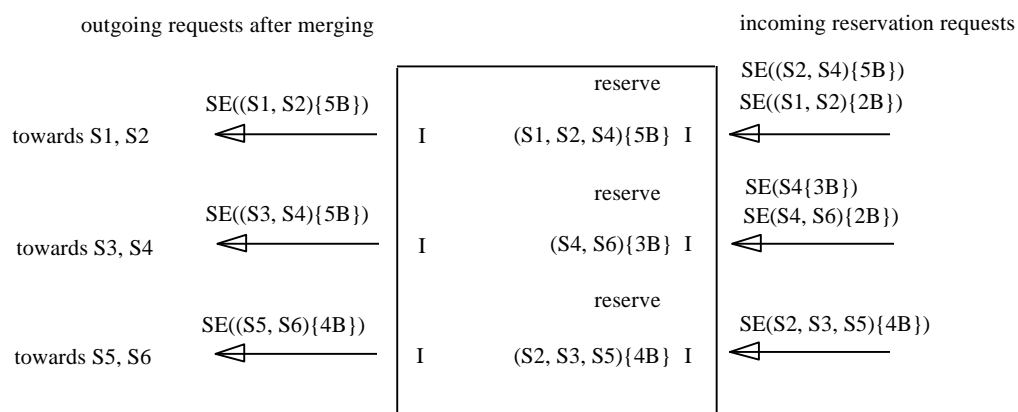 outgoing requests after merging
incoming reservation requests
SE((S2, S4){5B})
SE((S1, S2){2B})
reserve
(S1, S2, S4){5B} I
SE((S1, S2){5B})
towards S1, S2
I
SE(S4{3B})
SE(S4, S6){2B})
reserve
(S4, S6){3B} I
SE((S3, S4){5B})
towards S3, S4
I
SE(S2, S3, S5){4B})
reserve
(S2, S3, S5){4B} I
SE((S5, S6){4B})
towards S5, S6
I